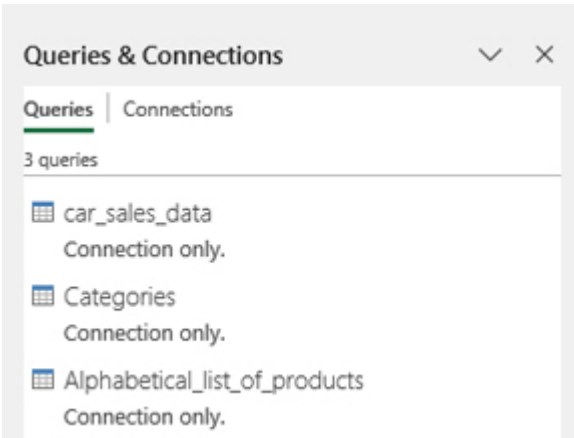 Queries & Connections
Queries | Connections
3 queries
car_sales_data
Connection only.
Categories
Connection only.
Alphabetical_list_of_products
Connection only.